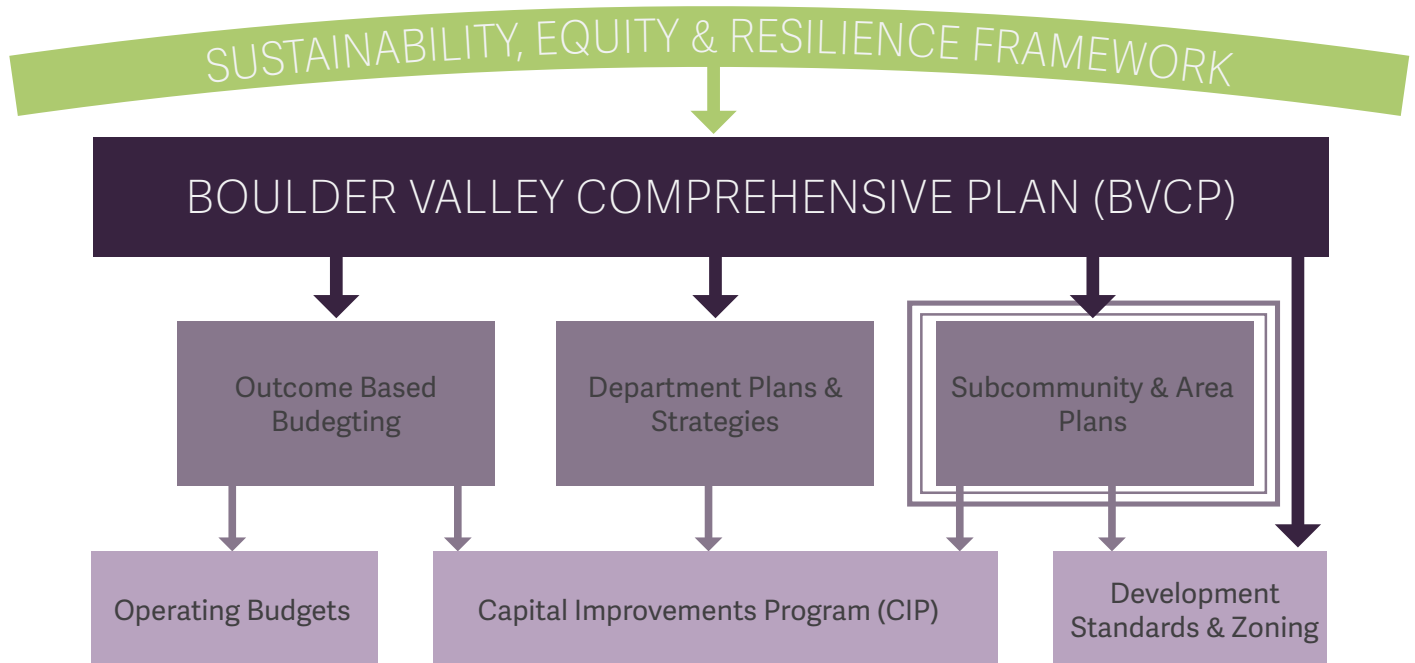 SUSTAINABILITY, EQUITY & RESILIENCE FRAMEWORK
BOULDER VALLEY COMPREHENSIVE PLAN (BVCP)
Outcome Based
Budegting
Department Plans &
Strategies
Subcommunity & Area
Plans
Operating Budgets
Capital Improvements Program (CIP)
Development
Standards & Zoning